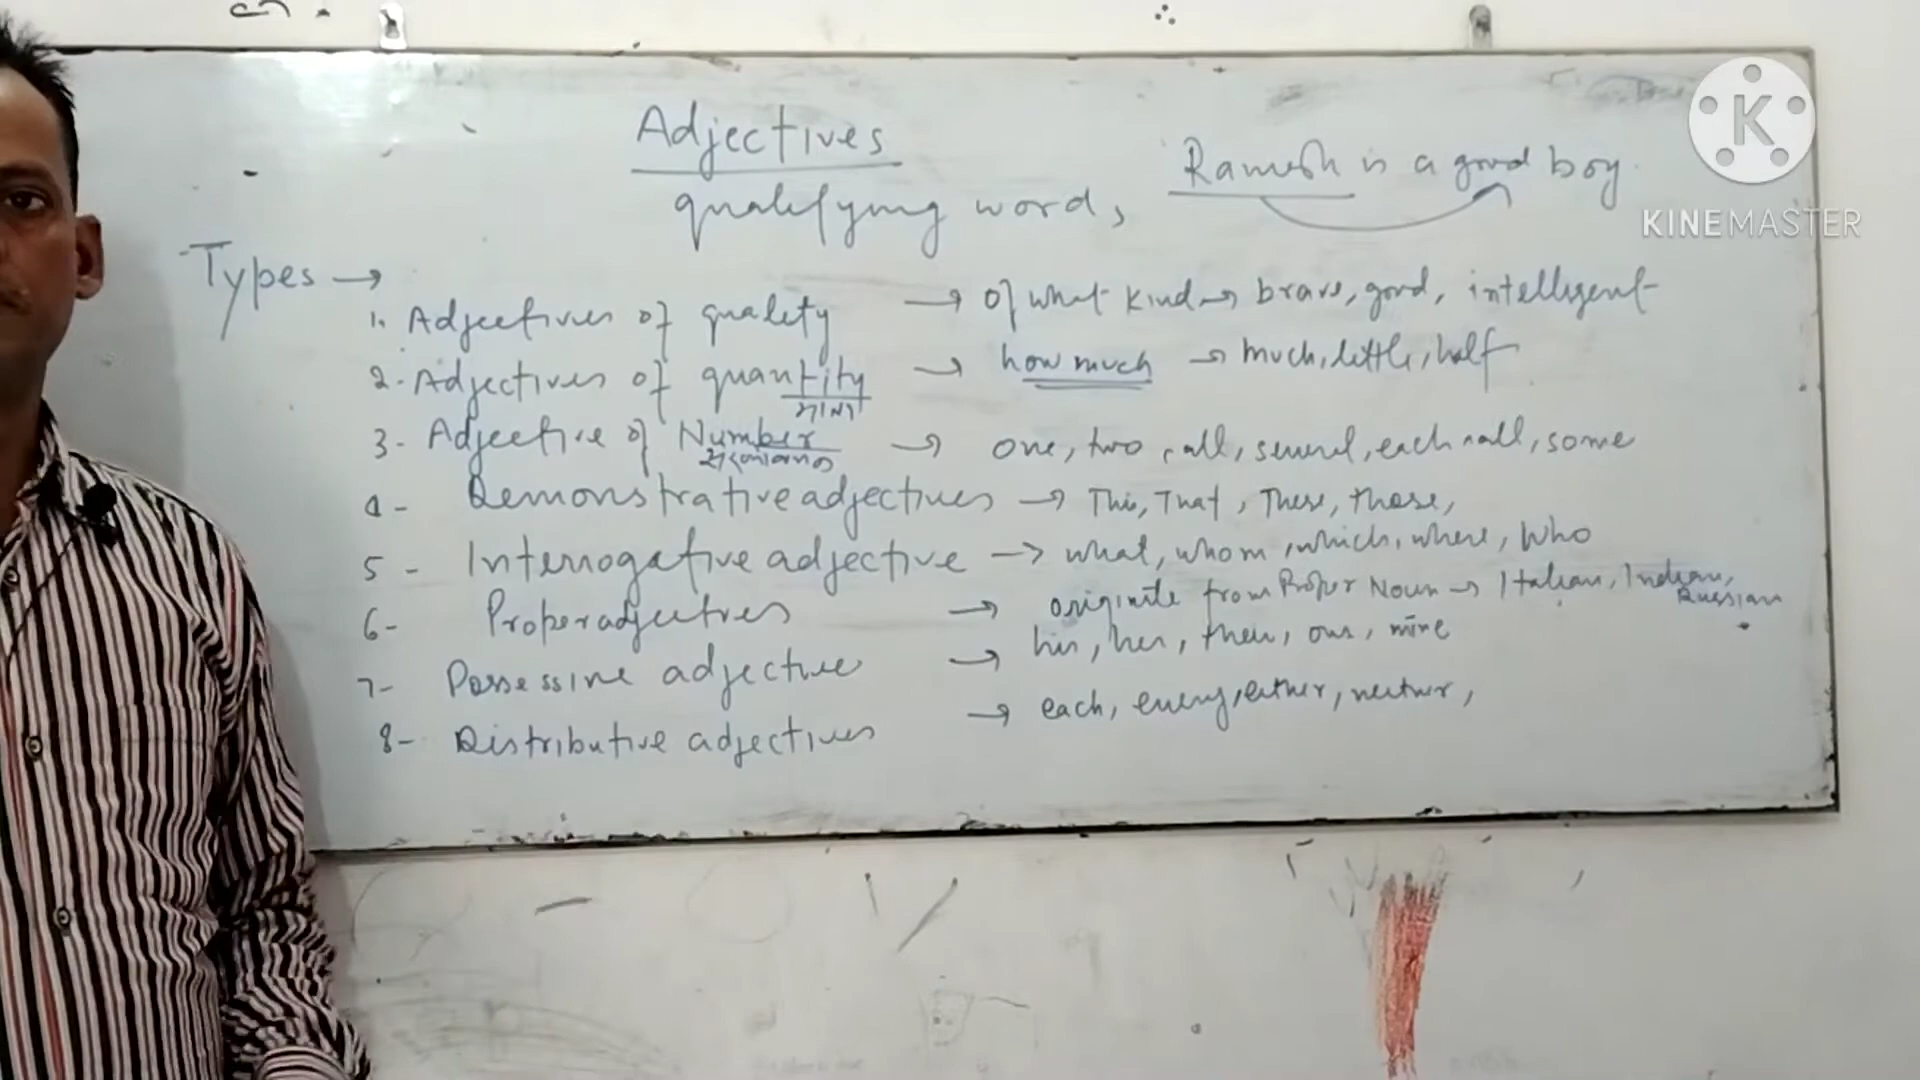 Adjectives
qualifying words
Ramesh is a good boy.
Types →
1. Adjectives of quality → Of what kind → brave, good, intelligent
2. Adjectives of quantity → how much → much, little, half
मात्रा
3 - Adjective of Number → one, two, all, several, each, all, some
संख्यावाचक
4 - Demonstrative adjectives → This, That, These, those,
5 - Interrogative adjective → what, whom, which, where, Who
6 - Proper adjectives → originate from Proper Noun → Italian, Indian, Russian
7 - Possessive adjective → his, her, their, our, mine
8 - Distributive adjectives → each, every, either, neither,
K
KINEMASTER